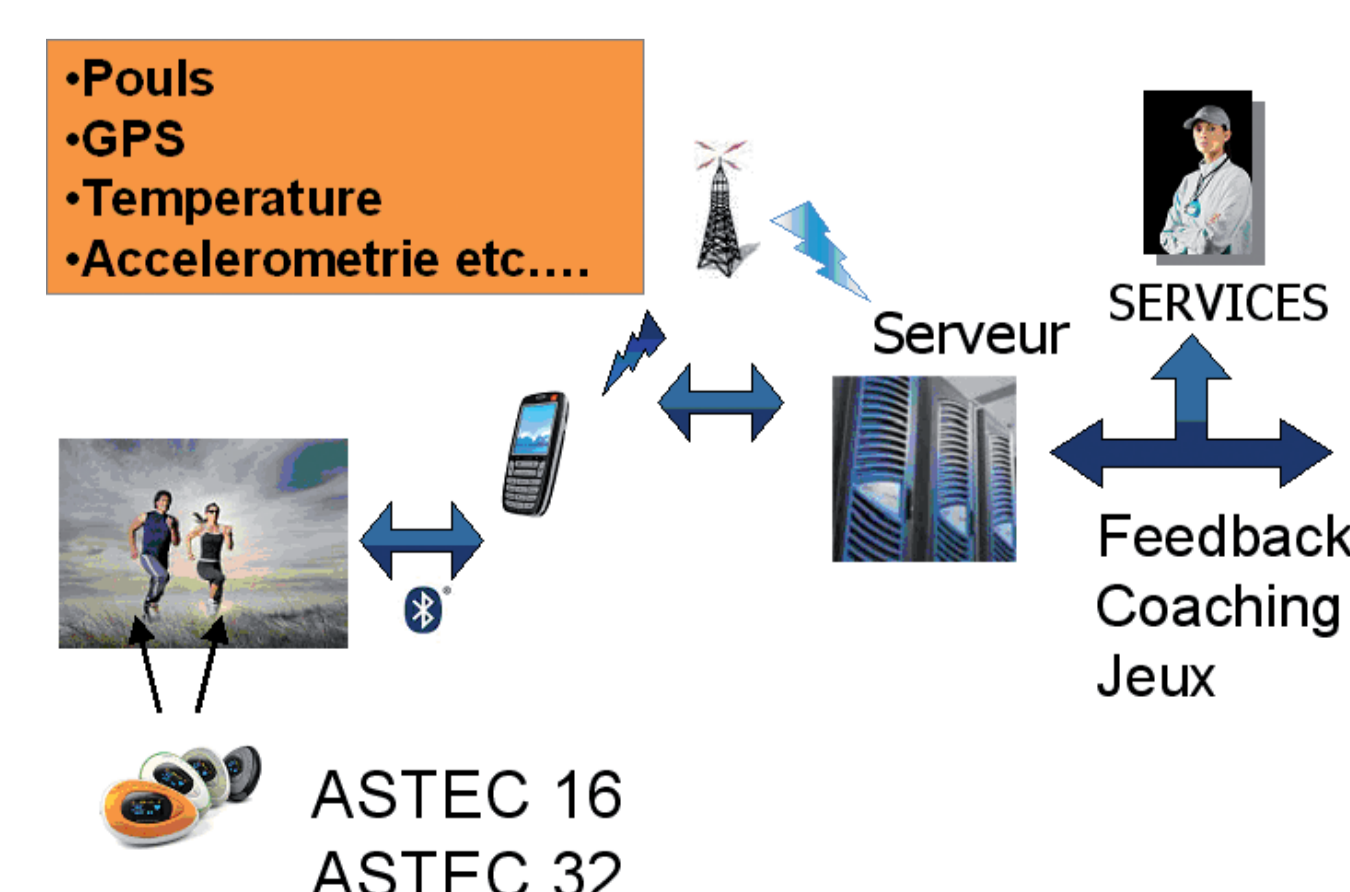 •Pouls
•GPS
•Temperature
•Accelerometrie etc....
Serveur
SERVICES
Feedback
Coaching
Jeux
ASTEC 16
ASTEC 32